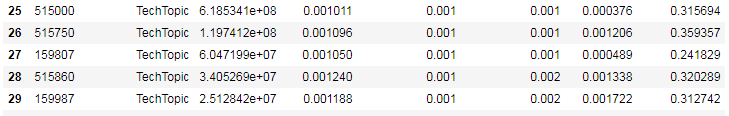 25 515000 TechTopic 6.185341e+08 0.001011 0.001 0.001 0.000376 0.315694
26 515750 TechTopic 1.197412e+08 0.001096 0.001 0.001 0.001206 0.359357
27 159807 TechTopic 6.047199e+07 0.001050 0.001 0.001 0.000489 0.241829
28 515860 TechTopic 3.405269e+07 0.001240 0.001 0.002 0.001338 0.320289
29 159987 TechTopic 2.512842e+07 0.001188 0.001 0.002 0.001722 0.312742